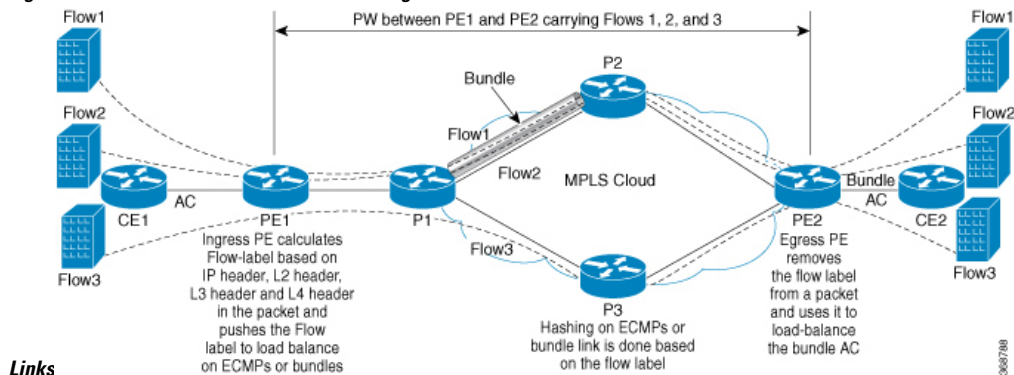 PW between PE1 and PE2 carrying Flows 1, 2, and 3
Flow1
Flow1
P2
Bundle
Flow2
Flow1
Flow2
Flow2
MPLS Cloud
Bundle
AC
AC
CE1
PE1
P1
PE2
CE2
Flow3
Flow3
Flow3
Ingress PE calculates
Flow-label based on
IP header, L2 header,
L3 header and L4 header
in the packet and
pushes the Flow
label to load balance
on ECMPs or bundles
P3
Hashing on ECMPs or
bundle link is done based
on the flow label
Egress PE
removes
the flow label
from a packet
and uses it to
load-balance
the bundle AC
368788
Links